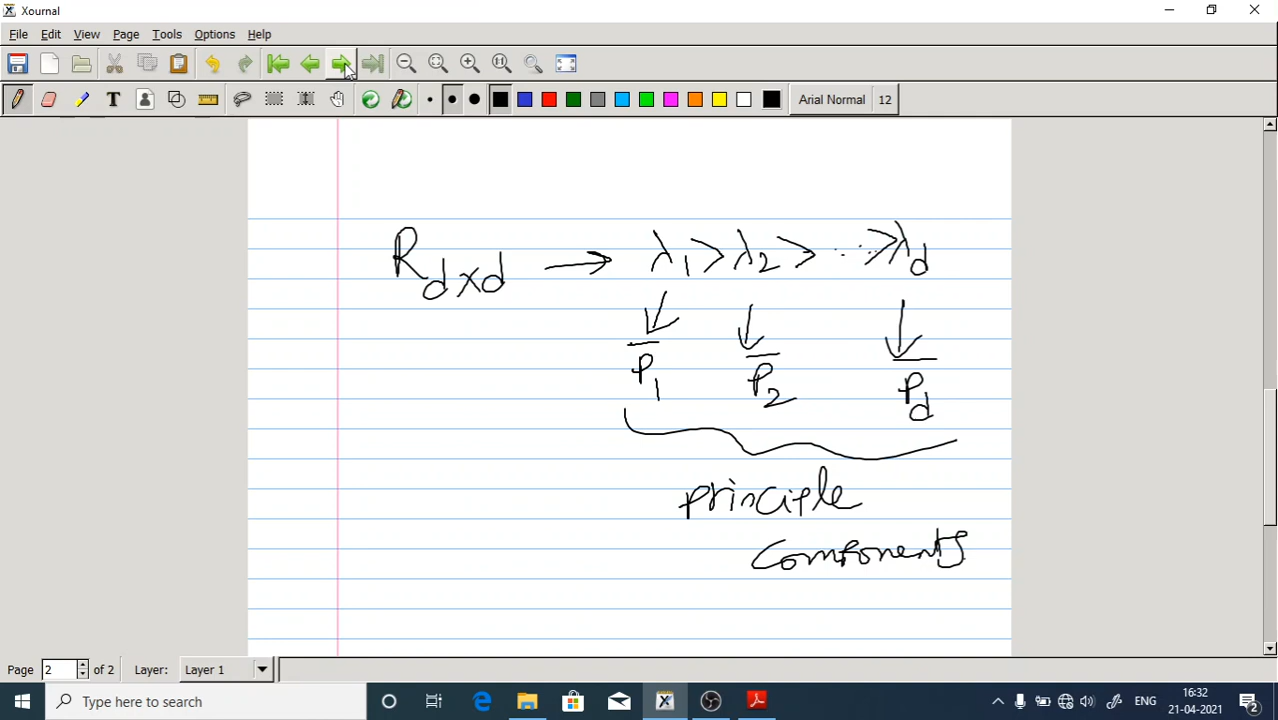 Xournal
File Edit View Page Tools Options Help
Arial Normal 12
R d×d → λ1 > λ2 > ... > λd
P1 P2 Pd
principle
components
Page 2 of 2 Layer: Layer 1
Type here to search
ENG
16:32
21-04-2021
2